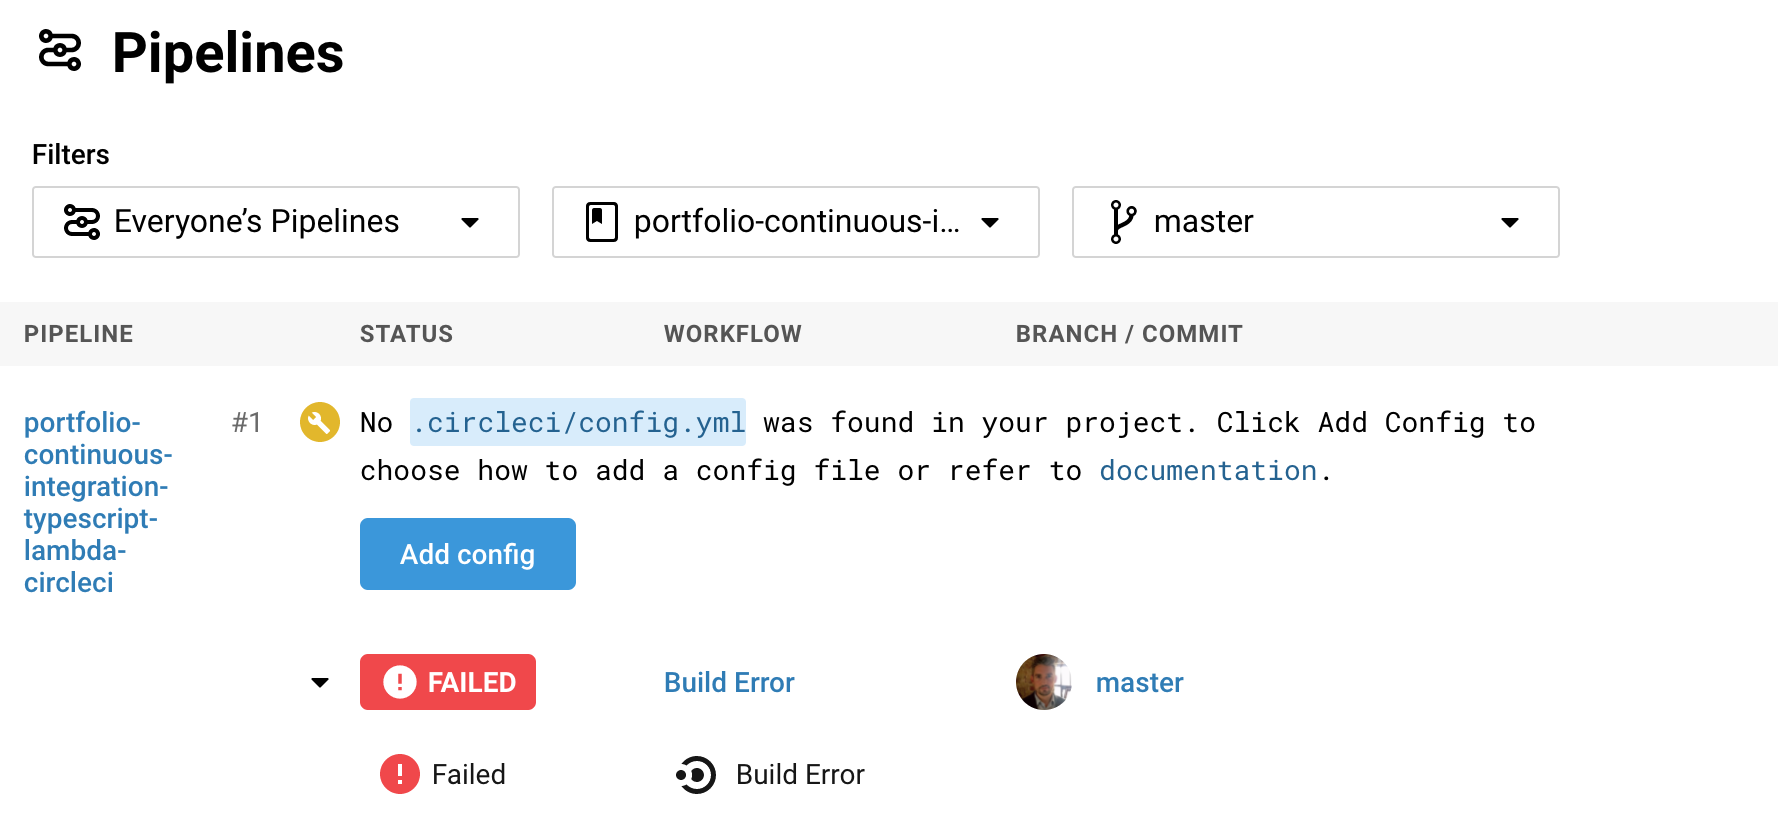 Pipelines
Filters
Everyone’s Pipelines
portfolio-continuous-i...
master
PIPELINE STATUS WORKFLOW BRANCH / COMMIT
portfolio-
continuous-
integration-
typescript-
lambda-
circleci
#1
No .circleci/config.yml was found in your project. Click Add Config to
choose how to add a config file or refer to documentation.
Add config
FAILED Build Error master
Failed Build Error